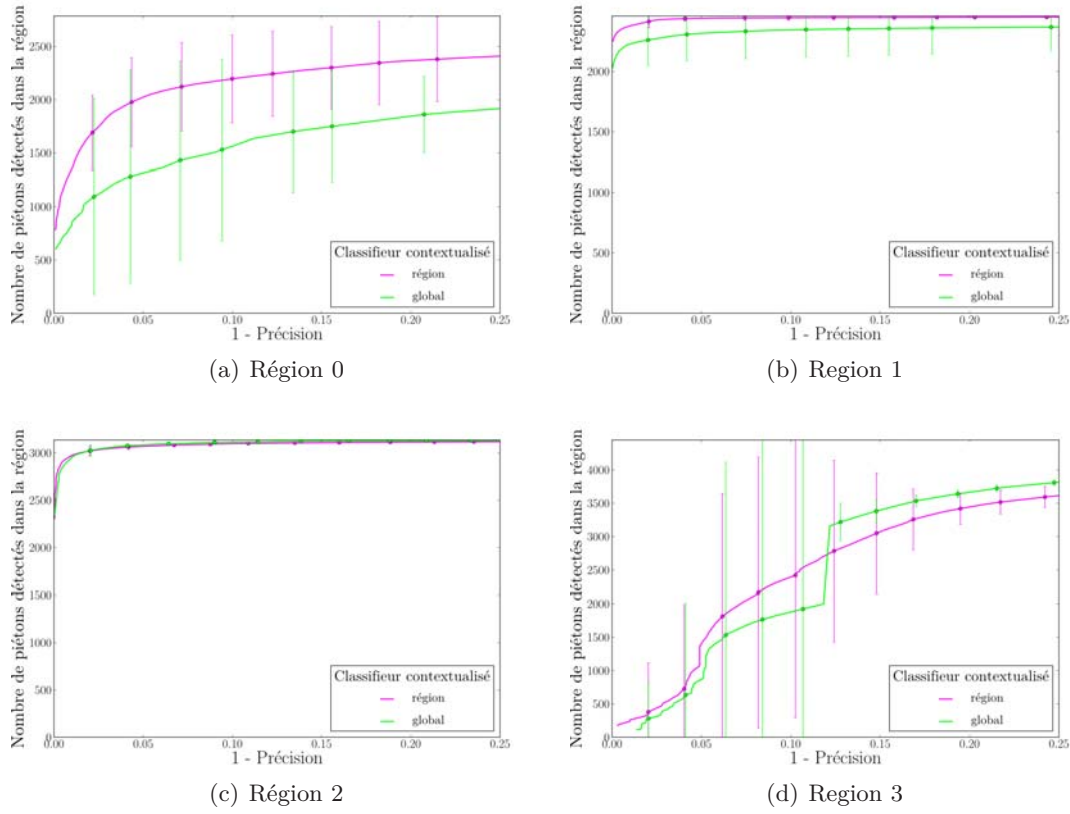 Nombre de piétons détectés dans la région
2500
2000
1500
1000
500
0
0.00 0.05 0.10 0.15 0.20 0.25
1 - Précision
Classifieur contextualisé
région
global
(a) Région 0
Nombre de piétons détectés dans la région
2000
1500
1000
500
0
0.00 0.05 0.10 0.15 0.20 0.25
1 - Précision
Classifieur contextualisé
région
global
(b) Region 1
Nombre de piétons détectés dans la région
3000
2500
2000
1500
1000
500
0
0.00 0.05 0.10 0.15 0.20 0.25
1 - Précision
Classifieur contextualisé
région
global
(c) Région 2
Nombre de piétons détectés dans la région
4000
3500
3000
2500
2000
1500
1000
500
0
0.00 0.05 0.10 0.15 0.20 0.25
1 - Précision
Classifieur contextualisé
région
global
(d) Region 3